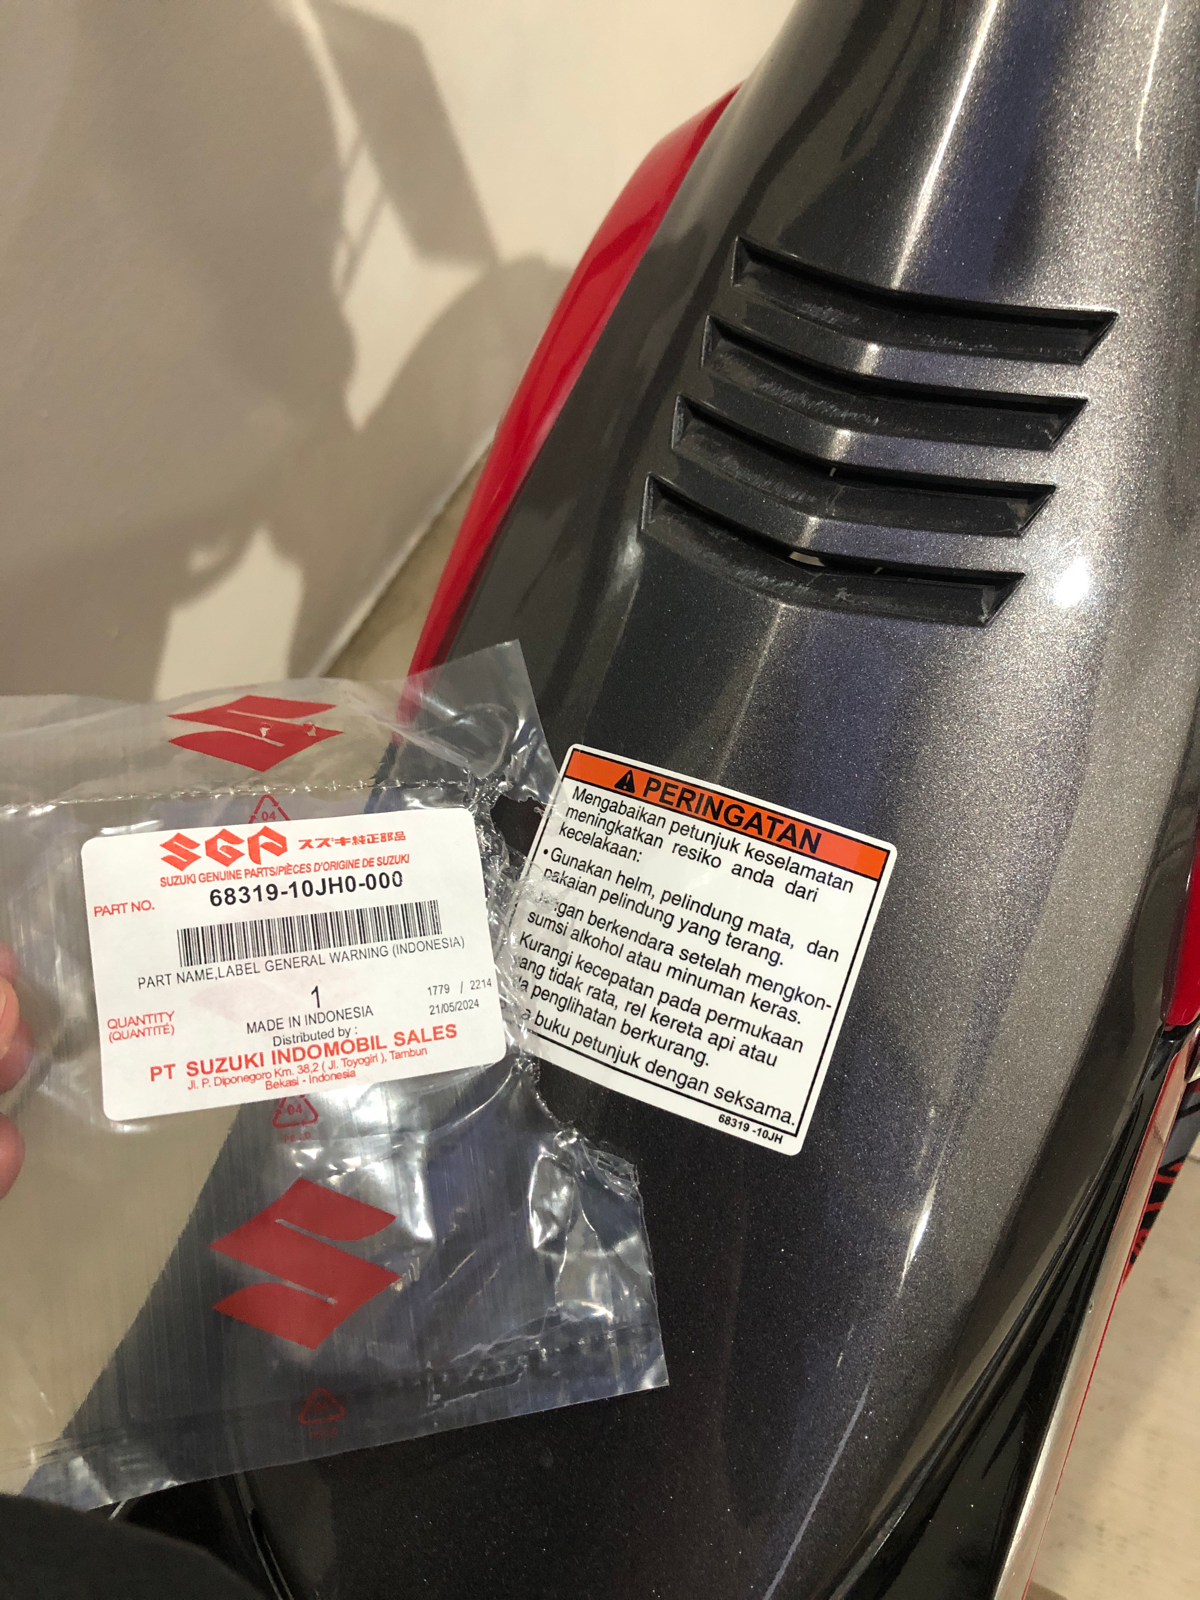 SGP スズキ純正部品
SUZUKI GENUINE PARTS/PIÈCES D'ORIGINE DE SUZUKI
PART NO. 68319-10JH0-000
PART NAME,LABEL GENERAL WARNING (INDONESIA)
QUANTITY
(QUANTITÉ)
1
1779 / 2214
MADE IN INDONESIA
21/05/2024
Distributed by :
PT SUZUKI INDOMOBIL SALES
Jl. P. Diponegoro Km. 38,2 ( Jl. Toyogiri ), Tambun
Bekasi - Indonesia
04
04
PERINGATAN
Mengabaikan petunjuk keselamatan
meningkatkan resiko anda dari
kecelakaan:
• Gunakan helm, pelindung mata, dan
pakaian pelindung yang terang.
berkendara setelah mengkon-
sumsi alkohol atau minuman keras.
Kurangi kecepatan pada permukaan
yang tidak rata, rel kereta api atau
penglihatan berkurang.
buku petunjuk dengan seksama.
68319 -10JH